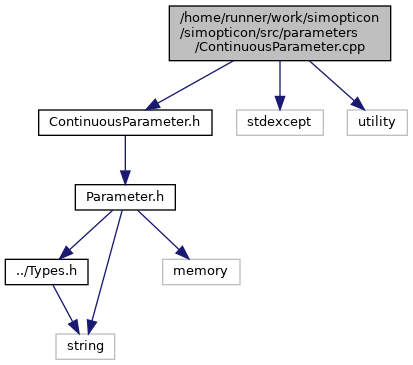 /home/runner/work/simopticon
/simopticon/src/parameters
/ContinuousParameter.cpp
ContinuousParameter.h
stdexcept
utility
Parameter.h
../Types.h
memory
string